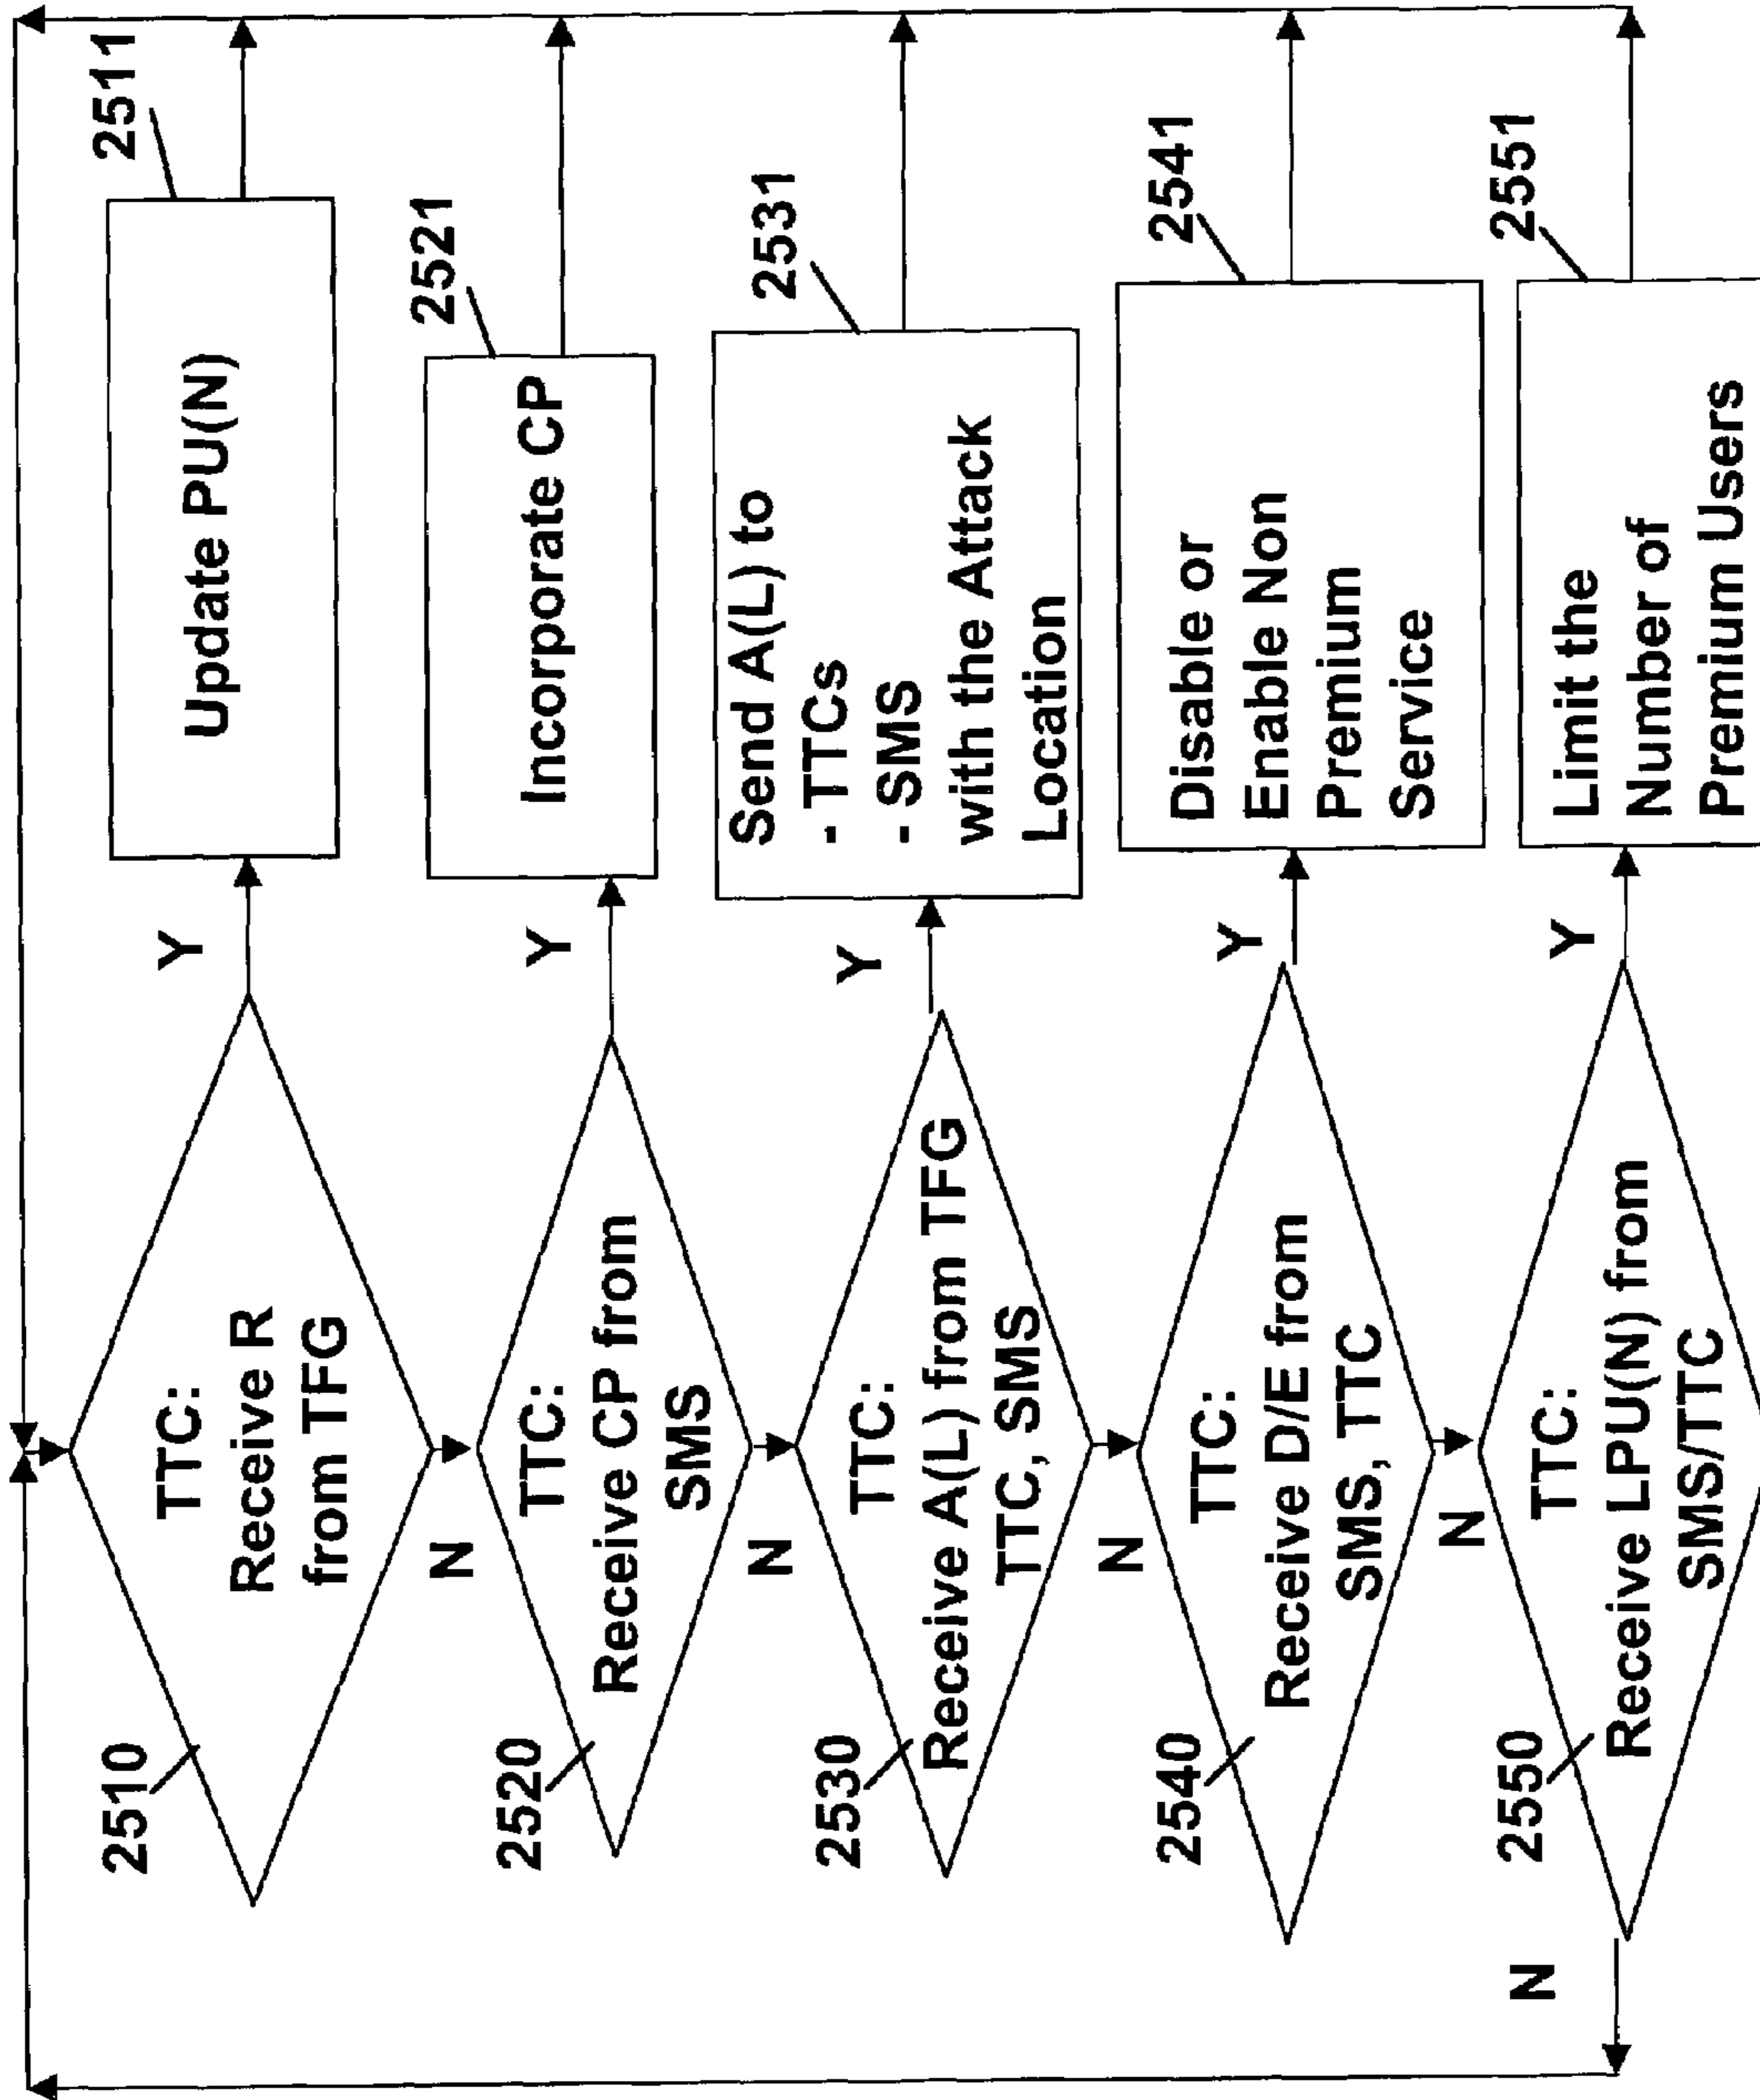 2510
TTC:
Receive R
from TFG
Y
Update PU(N)
2511
N
2520
TTC:
Receive CP from
SMS
Y
Incorporate CP
2521
N
2530
TTC:
Receive A(L) from TFG
TTC, SMS
Y
Send A(L) to
- TTCs
- SMS
with the Attack
Location
2531
N
2540
TTC:
Receive D/E from
SMS, TTC
Y
Disable or
Enable Non
Premium
Service
2541
N
2550
TTC:
Receive LPU(N) from
SMS/TTC
Y
Limit the
Number of
Premium Users
2551
N